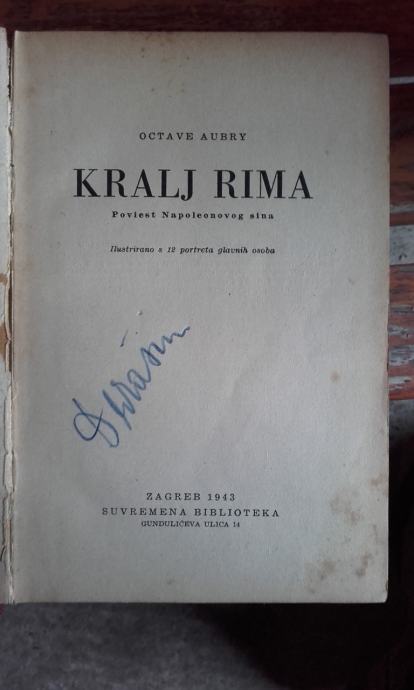 OCTAVE AUBRY
KRALJ RIMA
Poviest Napoleonovog sina
Ilustrirano s 12 portreta glavnih osoba
ZAGREB 1943
SUVREMENA BIBLIOTEKA
GUNDULIĆEVA ULICA 14